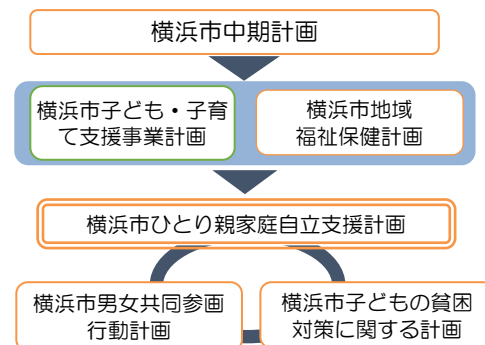 横浜市中期計画
横浜市子ども・子育
て支援事業計画
横浜市地域
福祉保健計画
横浜市ひとり親家庭自立支援計画
横浜市男女共同参画
行動計画
横浜市子どもの貧困
対策に関する計画